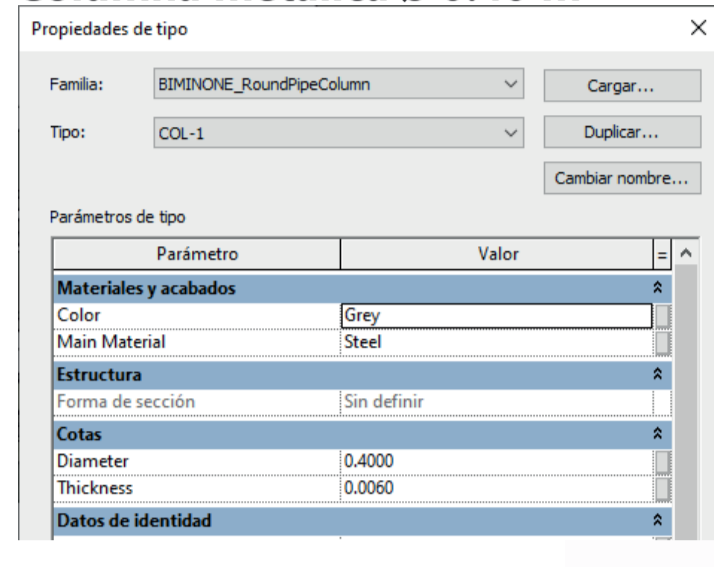 Propiedades de tipo
Familia: BIMINONE_RoundPipeColumn Cargar...
Tipo: COL-1 Duplicar...
Cambiar nombre...
Parámetros de tipo
Parámetro Valor =
Materiales y acabados
Color Grey
Main Material Steel
Estructura
Forma de sección Sin definir
Cotas
Diameter 0.4000
Thickness 0.0060
Datos de identidad